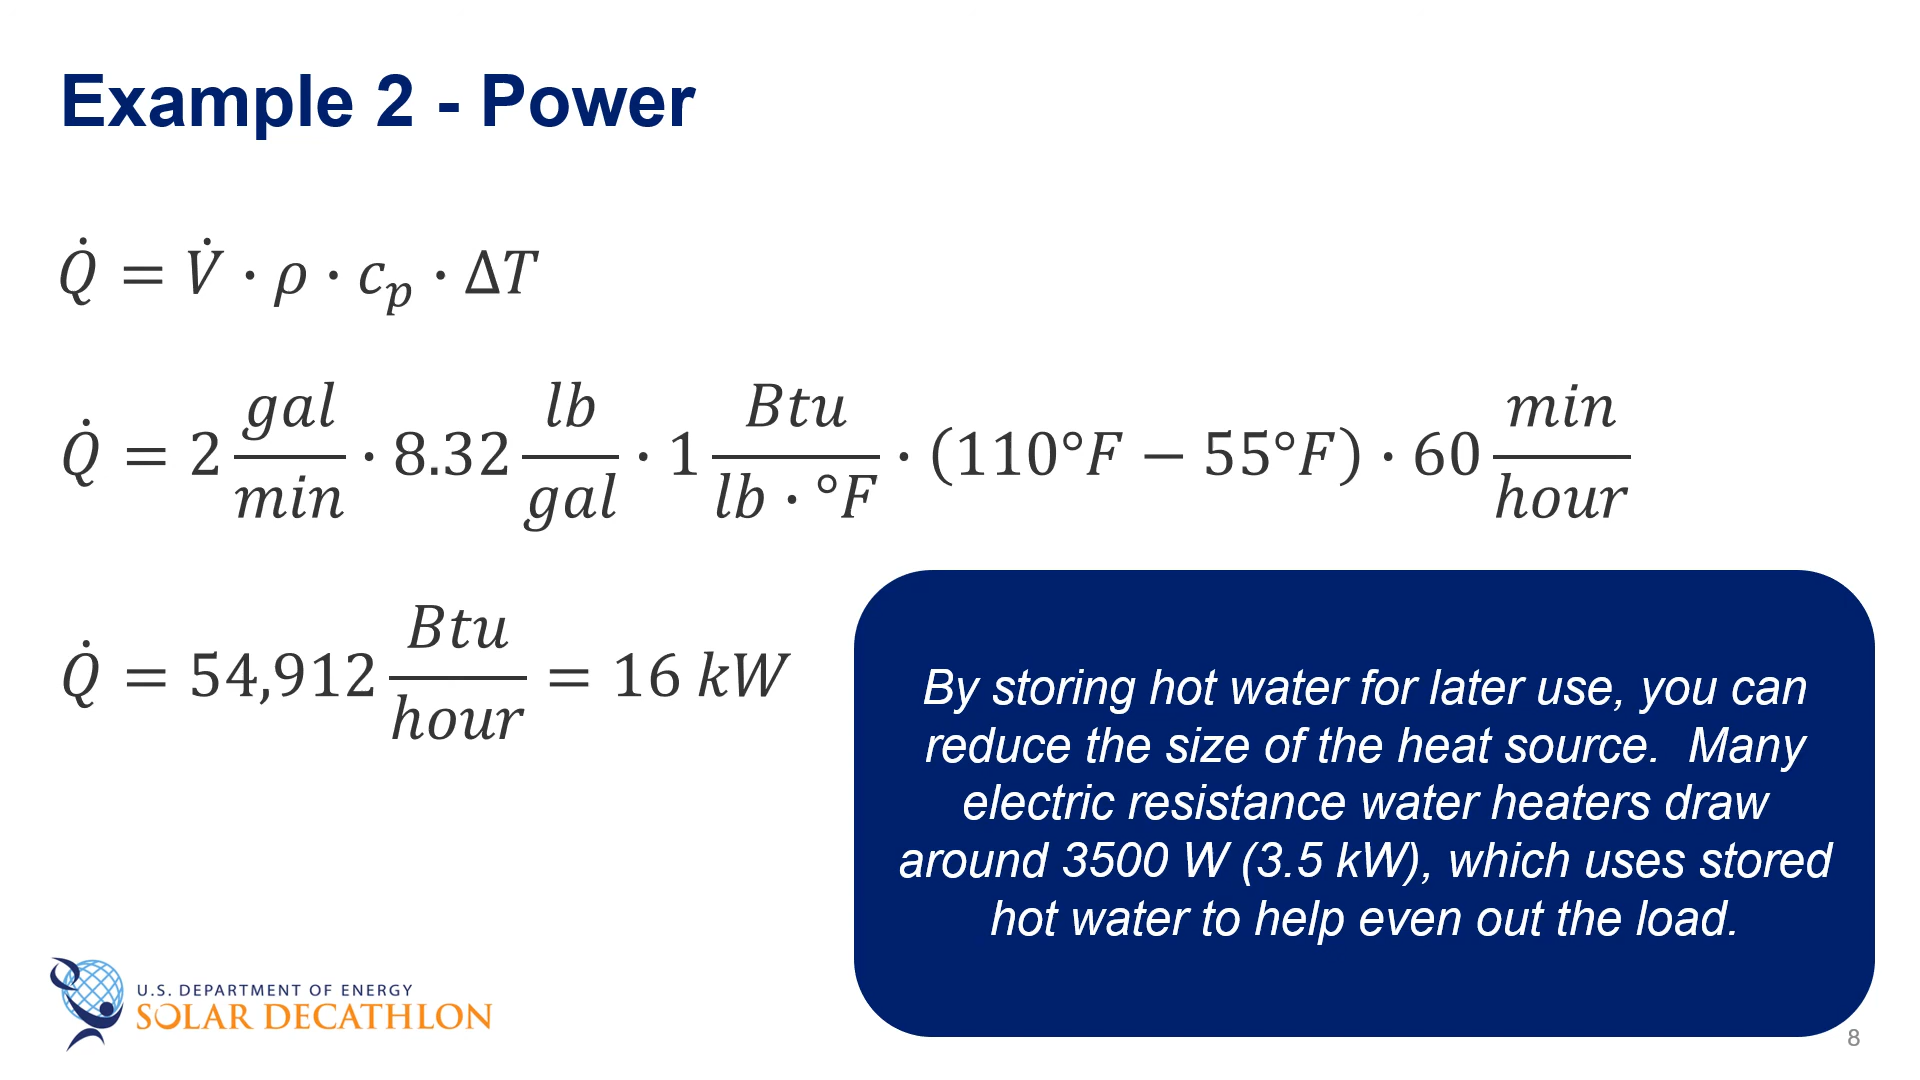 Example 2 - Power
Q̇ = V̇ · ρ · cₚ · ΔT
Q̇ = 2 gal/min · 8.32 lb/gal · 1 Btu/(lb · °F) · (110°F − 55°F) · 60 min/hour
Q̇ = 54,912 Btu/hour = 16 kW
By storing hot water for later use, you can
reduce the size of the heat source.  Many
electric resistance water heaters draw
around 3500 W (3.5 kW), which uses stored
hot water to help even out the load.
U.S. DEPARTMENT OF ENERGY
SOLAR DECATHLON
8